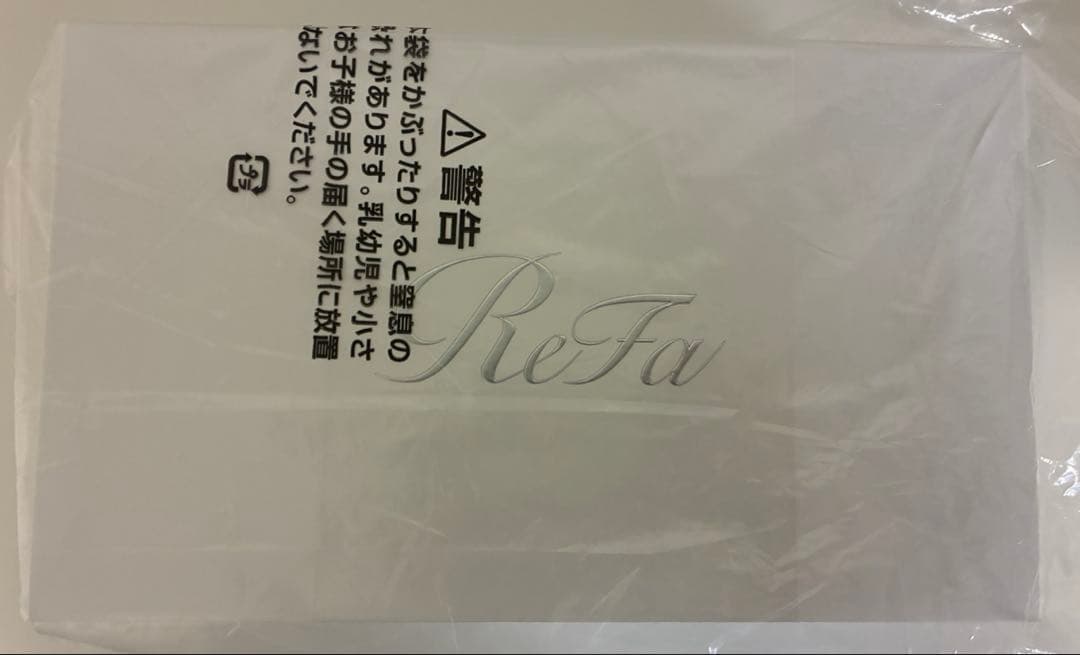 警告
袋をかぶったりすると窒息の
れがあります。乳幼児や小さ
お子様の手の届く場所に放置
ないでください。
プラ
ReFa